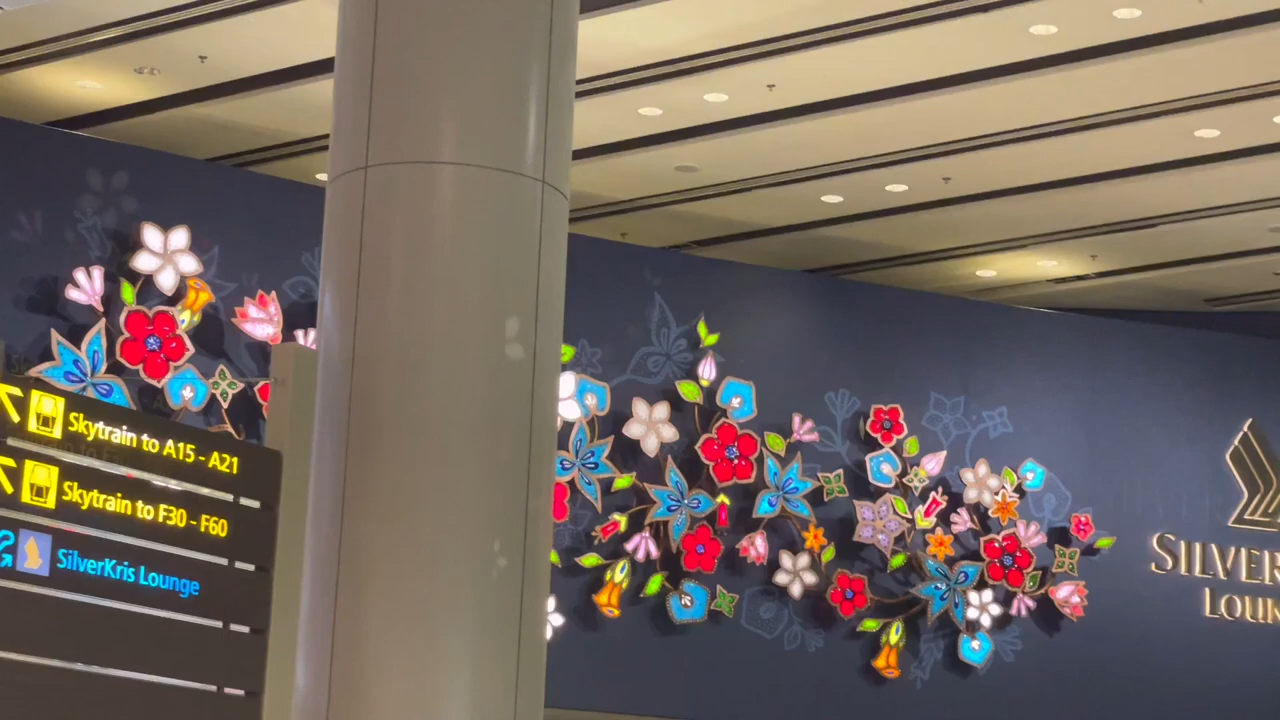 Skytrain to A15 - A21
Skytrain to F30 - F60
SilverKris Lounge
SILVER
LOUN